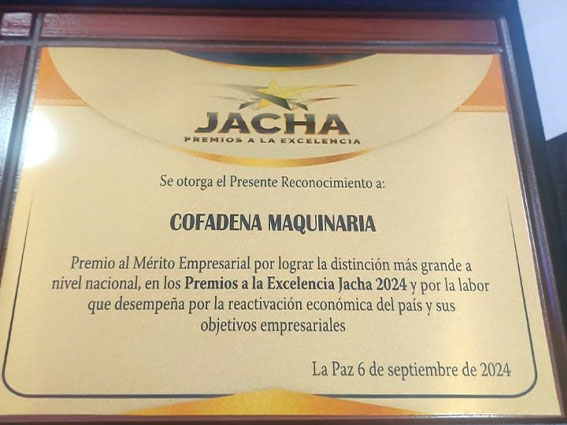 JACHA
PREMIOS A LA EXCELENCIA
Se otorga el Presente Reconocimiento a:
COFADENA MAQUINARIA
Premio al Mérito Empresarial por lograr la distinción más grande a
nivel nacional, en los Premios a la Excelencia Jacha 2024 y por la labor
que desempeña por la reactivación económica del país y sus
objetivos empresariales
La Paz 6 de septiembre de 2024